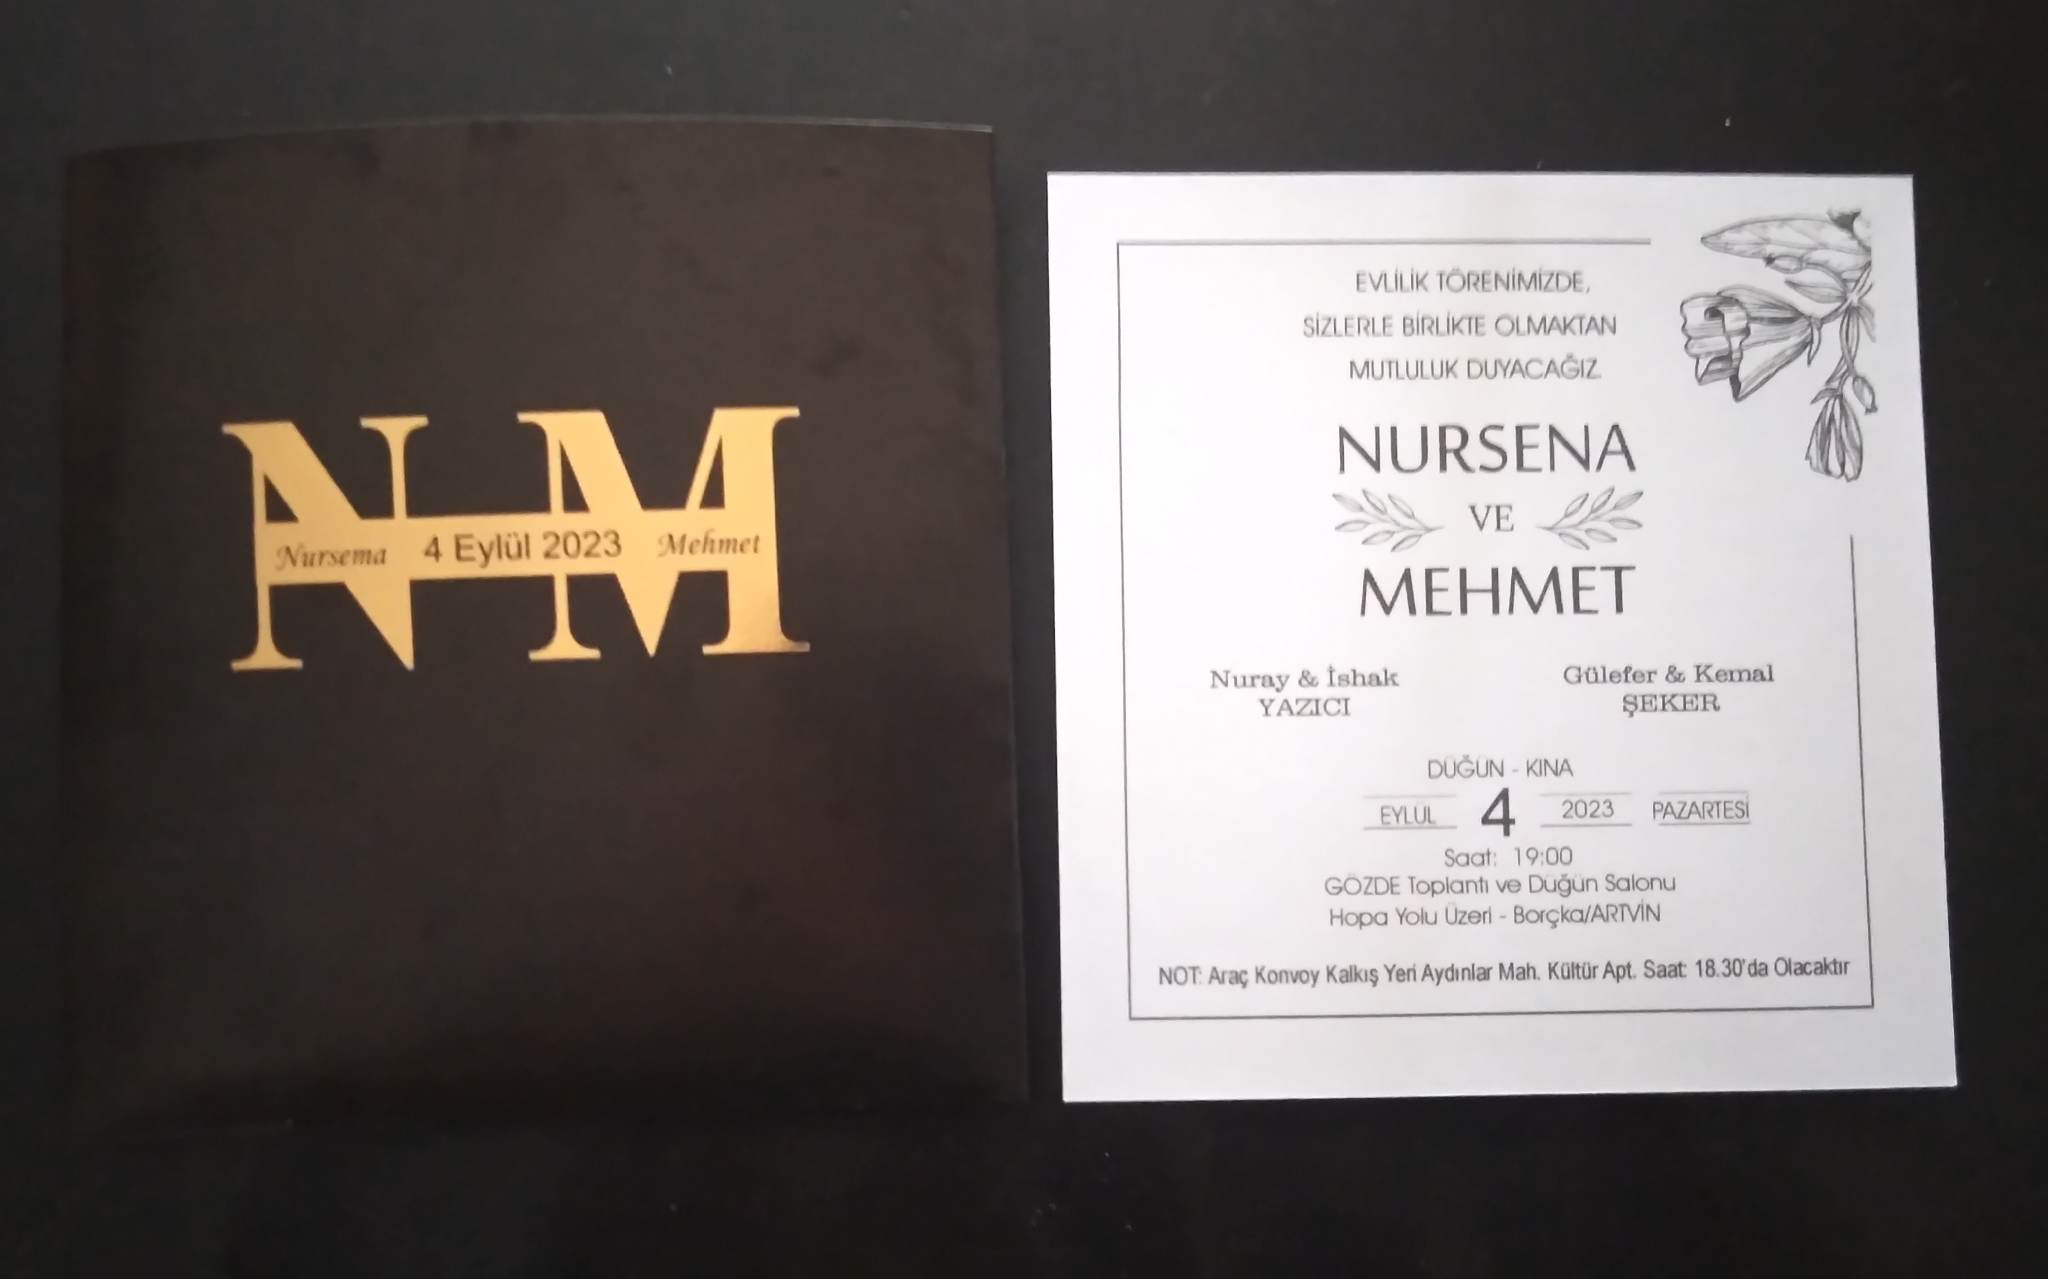 NM
Nursema 4 Eylül 2023 Mehmet
EVLİLİK TÖRENİMİZDE,
SİZLERLE BİRLİKTE OLMAKTAN
MUTLULUK DUYACAĞIZ.
NURSENA
VE
MEHMET
Nuray & İshak
YAZICI
Gülefer & Kemal
ŞEKER
DÜĞÜN - KINA
EYLÜL 4 2023 PAZARTESİ
Saat: 19:00
GÖZDE Toplantı ve Düğün Salonu
Hopa Yolu Üzeri - Borçka/ARTVİN
NOT: Araç Konvoy Kalkış Yeri Aydınlar Mah. Kültür Apt. Saat: 18.30'da Olacaktır